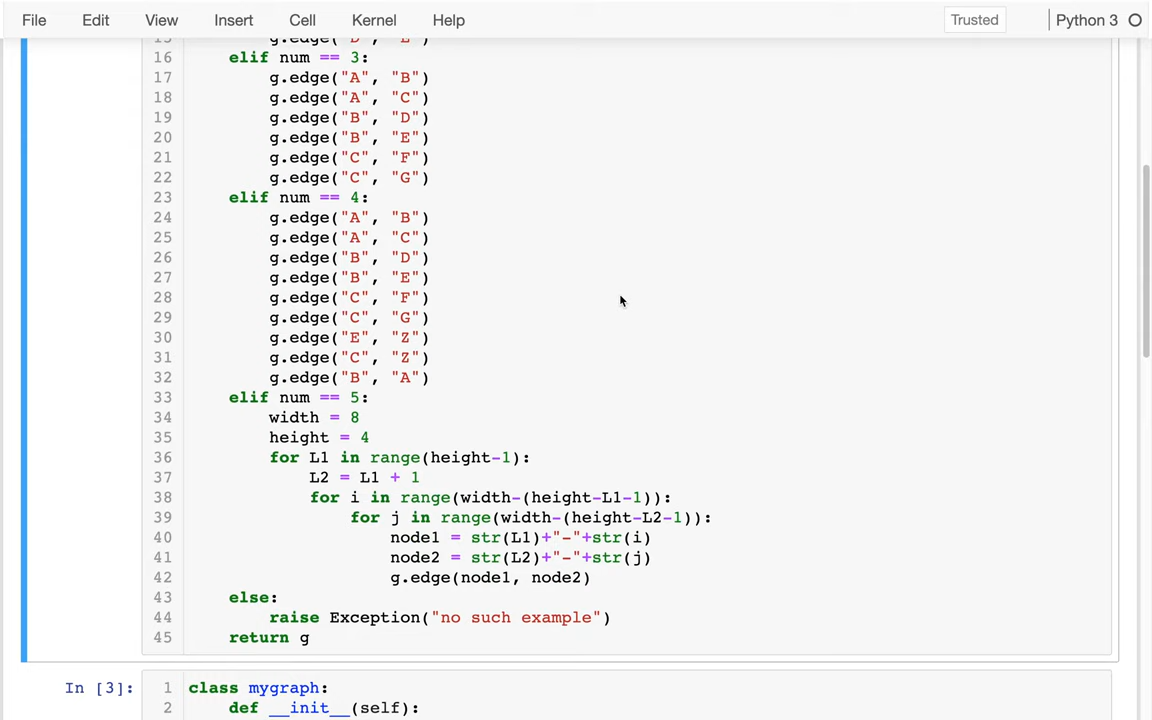 File Edit View Insert Cell Kernel Help Trusted Python 3
15 g.edge("D", "E")
16 elif num == 3:
17 g.edge("A", "B")
18 g.edge("A", "C")
19 g.edge("B", "D")
20 g.edge("B", "E")
21 g.edge("C", "F")
22 g.edge("C", "G")
23 elif num == 4:
24 g.edge("A", "B")
25 g.edge("A", "C")
26 g.edge("B", "D")
27 g.edge("B", "E")
28 g.edge("C", "F")
29 g.edge("C", "G")
30 g.edge("E", "Z")
31 g.edge("C", "Z")
32 g.edge("B", "A")
33 elif num == 5:
34 width = 8
35 height = 4
36 for L1 in range(height-1):
37 L2 = L1 + 1
38 for i in range(width-(height-L1-1)):
39 for j in range(width-(height-L2-1)):
40 node1 = str(L1)+"-"+str(i)
41 node2 = str(L2)+"-"+str(j)
42 g.edge(node1, node2)
43 else:
44 raise Exception("no such example")
45 return g
In [3]: 1 class mygraph:
2 def __init__(self):